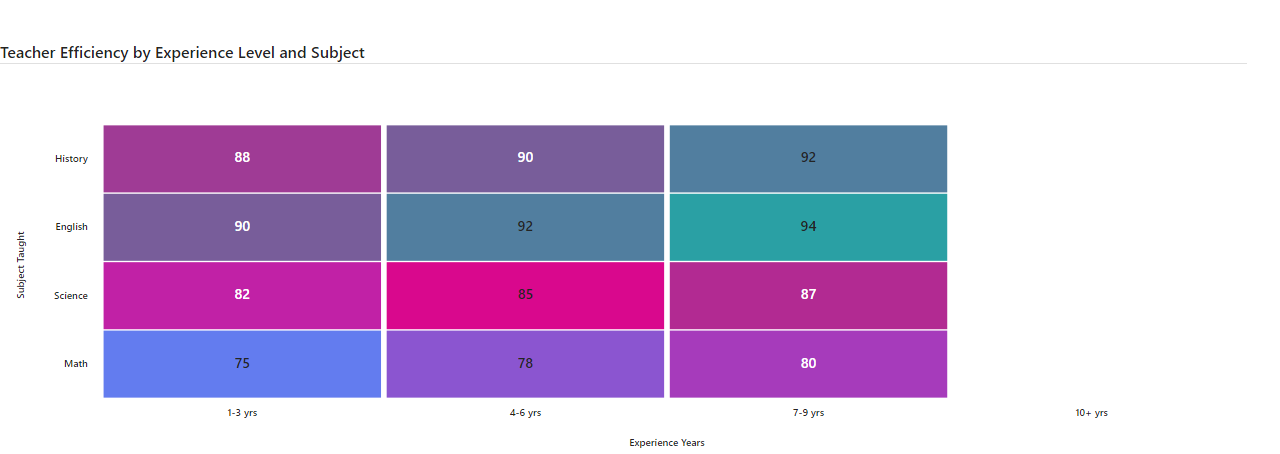 Teacher Efficiency by Experience Level and Subject
History 88 90 92
English 90 92 94
Science 82 85 87
Math 75 78 80
1-3 yrs 4-6 yrs 7-9 yrs 10+ yrs
Experience Years
Subject Taught